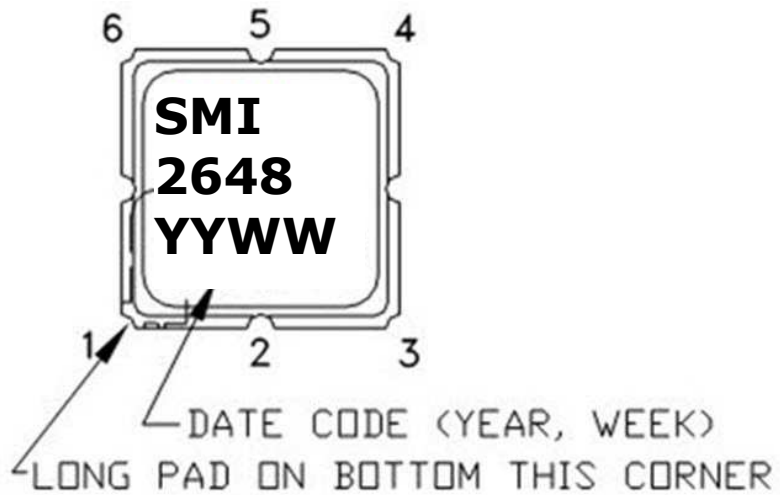 6 5 4
SMI
2648
YYWW
1 2 3
DATE CODE (YEAR, WEEK)
LONG PAD ON BOTTOM THIS CORNER